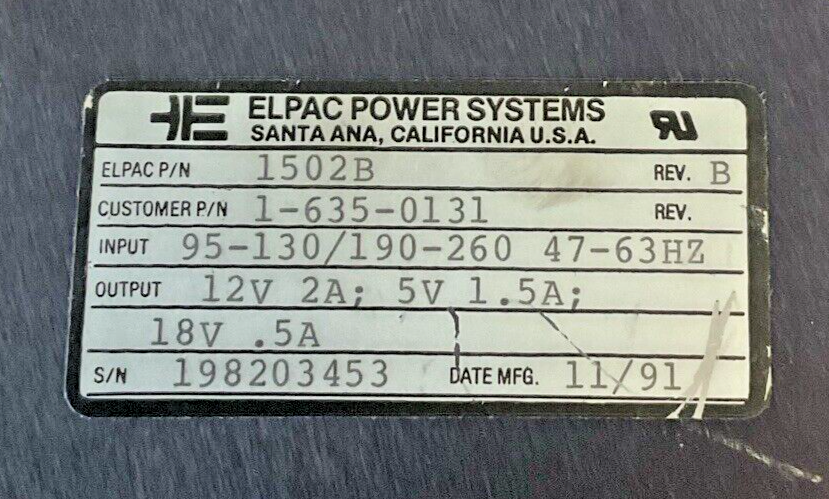 ELPAC POWER SYSTEMS
SANTA ANA, CALIFORNIA U.S.A.
ELPAC P/N 1502B REV. B
CUSTOMER P/N 1-635-0131 REV.
INPUT 95-130/190-260 47-63HZ
OUTPUT 12V 2A; 5V 1.5A;
18V .5A
S/N 198203453 DATE MFG. 11/91